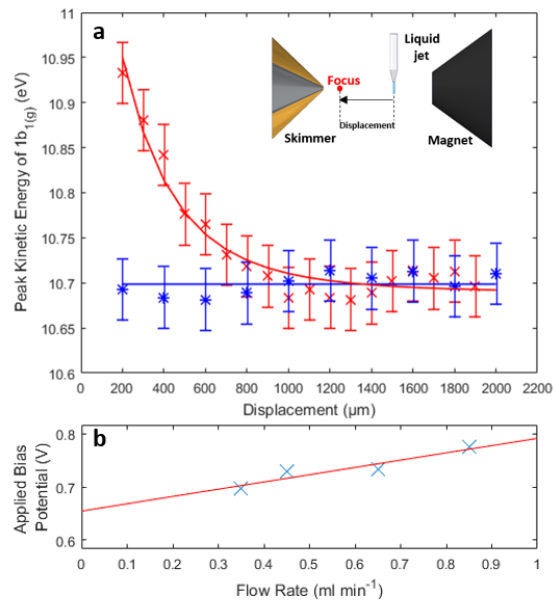 a
Peak Kinetic Energy of 1b1(g) (eV)
10.95
10.9
10.85
10.8
10.75
10.7
10.65
10.6
Liquid
jet
Focus
Displacement
Skimmer
Magnet
0 200 400 600 800 1000 1200 1400 1600 1800 2000 2200
Displacement (μm)
b
Applied Bias
Potential (V)
0.8
0.7
0.6
0 0.1 0.2 0.3 0.4 0.5 0.6 0.7 0.8 0.9 1
Flow Rate (ml min⁻¹)